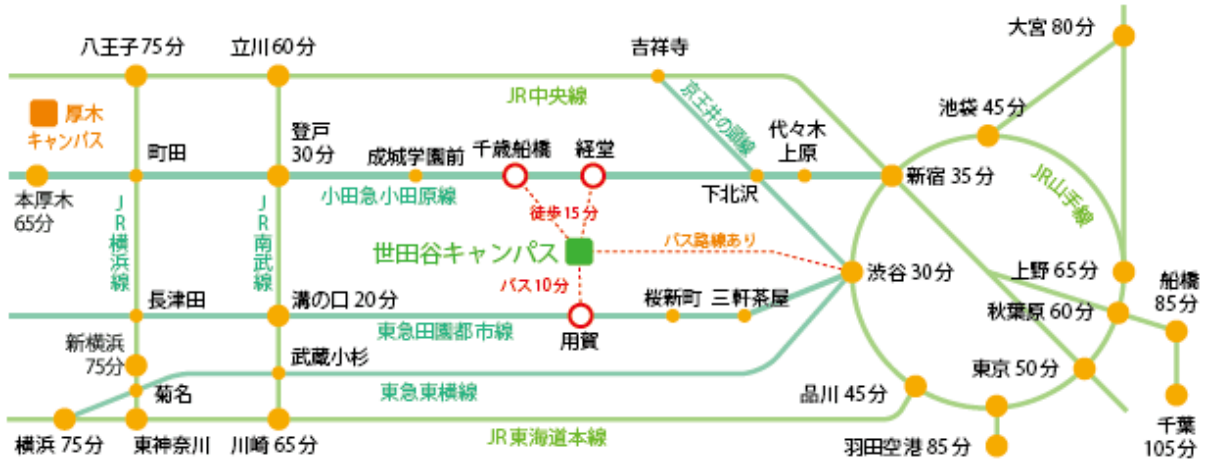 大宮 80分
八王子 75分
立川 60分
吉祥寺
JR中央線
池袋 45分
京王井の頭線
厚木
キャンパス
登戸
30分
代々木
上原
町田
成城学園前
千歳船橋
経堂
新宿 35分
JR山手線
小田急小田原線
下北沢
本厚木
65分
JR横浜線
JR南武線
徒歩15分
世田谷キャンパス
バス路線あり
渋谷 30分
上野 65分
船橋
85分
バス10分
長津田
溝の口 20分
桜新町
三軒茶屋
秋葉原 60分
東急田園都市線
用賀
新横浜
75分
武蔵小杉
東京 50分
菊名
東急東横線
品川 45分
千葉
105分
横浜 75分
東神奈川
川崎 65分
JR東海道本線
羽田空港 85分